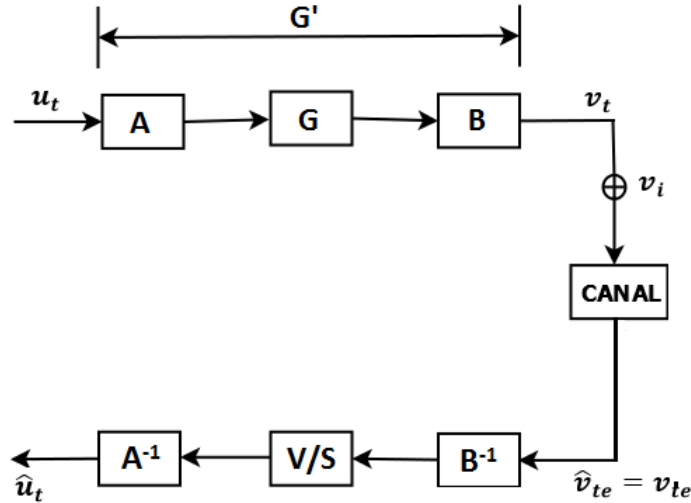 G'
u_t
A
G
B
v_t
v_i
CANAL
A⁻¹
V/S
B⁻¹
û_t
v̂_te = v_te